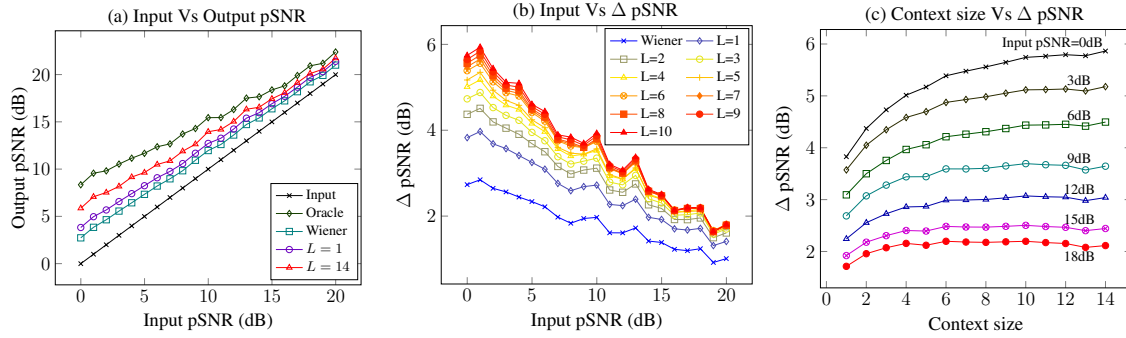 (a) Input Vs Output pSNR
Output pSNR (dB)
20
15
10
5
0
Input
Oracle
Wiener
L = 1
L = 14
0 5 10 15 20
Input pSNR (dB)
(b) Input Vs Δ pSNR
Δ pSNR (dB)
6
4
2
Wiener L=1
L=2 L=3
L=4 L=5
L=6 L=7
L=8 L=9
L=10
0 5 10 15 20
Input pSNR (dB)
(c) Context size Vs Δ pSNR
Δ pSNR (dB)
6
5
4
3
2
1
Input pSNR=0dB
3dB
6dB
9dB
12dB
15dB
18dB
0 2 4 6 8 10 12 14
Context size